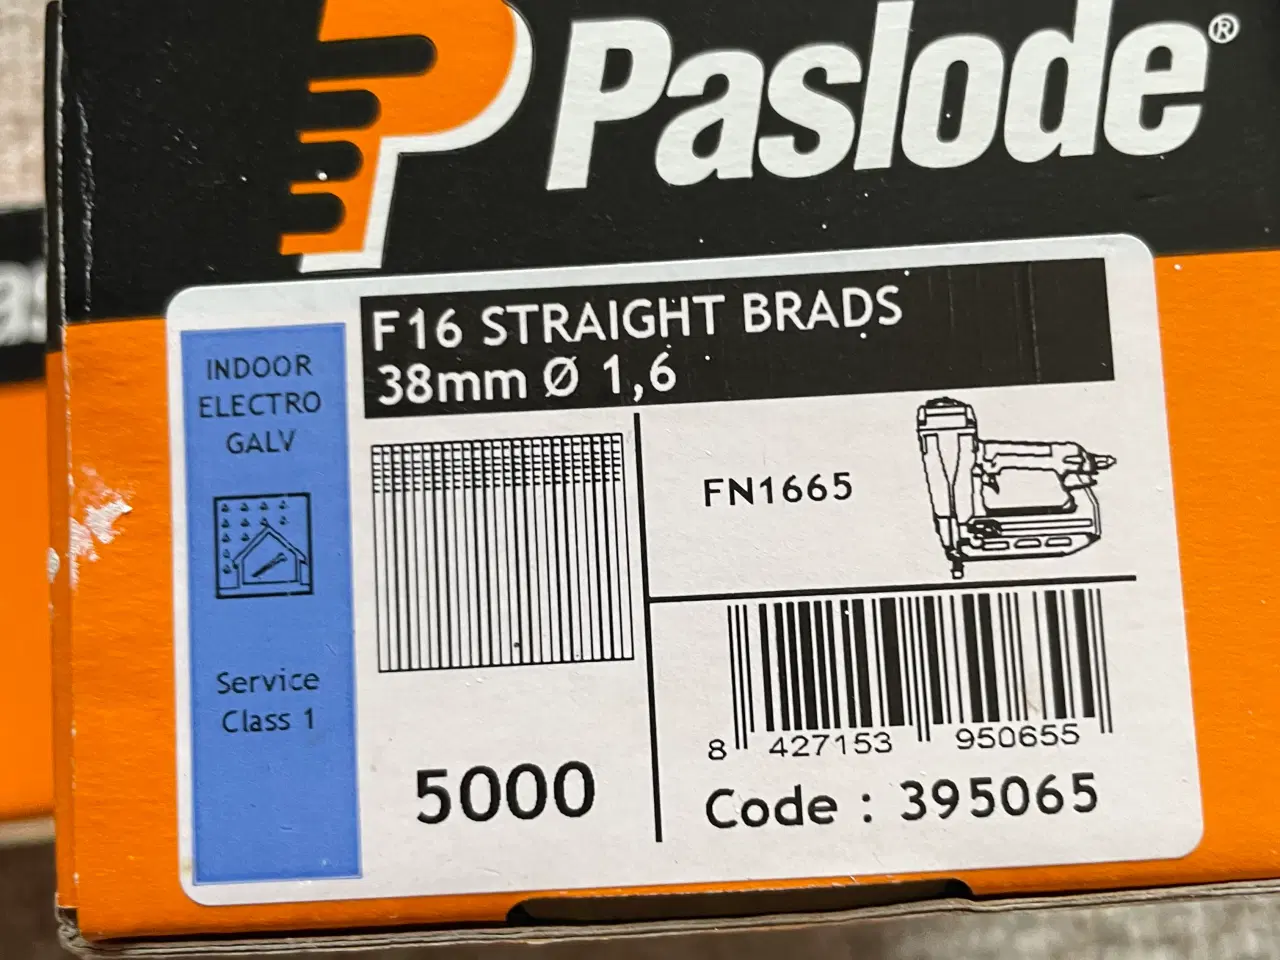 Paslode®
as
F16 STRAIGHT BRADS
38mm Ø 1,6
INDOOR
ELECTRO
GALV
Service
Class 1
FN1665
5000
8 427153 950655
Code : 395065